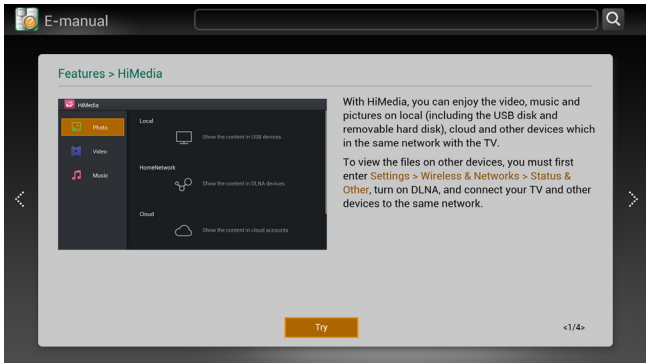 E-manual
Features > HiMedia
HiMedia
Photo
Video
Music
Local
Show the content in USB devices.
HomeNetwork
Show the content in DLNA devices.
Cloud
Show the content in cloud accounts
With HiMedia, you can enjoy the video, music and
pictures on local (including the USB disk and
removable hard disk), cloud and other devices which
in the same network with the TV.
To view the files on other devices, you must first
enter Settings > Wireless & Networks > Status &
Other, turn on DLNA, and connect your TV and other
devices to the same network.
Try
<1/4>